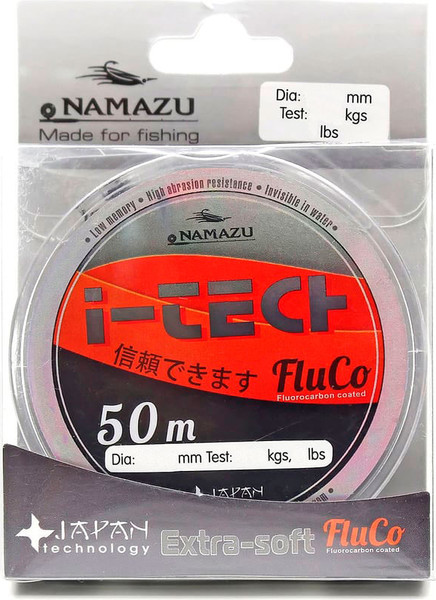 NAMAZU
Made for fishing
Dia: mm
Test: kgs
lbs
• Low memory • High abrasion resistance • Invisible in water •
NAMAZU
i-TECH
信頼できます
FluCo
Fluorocarbon coated
50 m
Dia: mm Test: kgs, lbs
JAPAN
.com
JAPAN
technology
Extra-soft
FluCo
Fluorocarbon coated